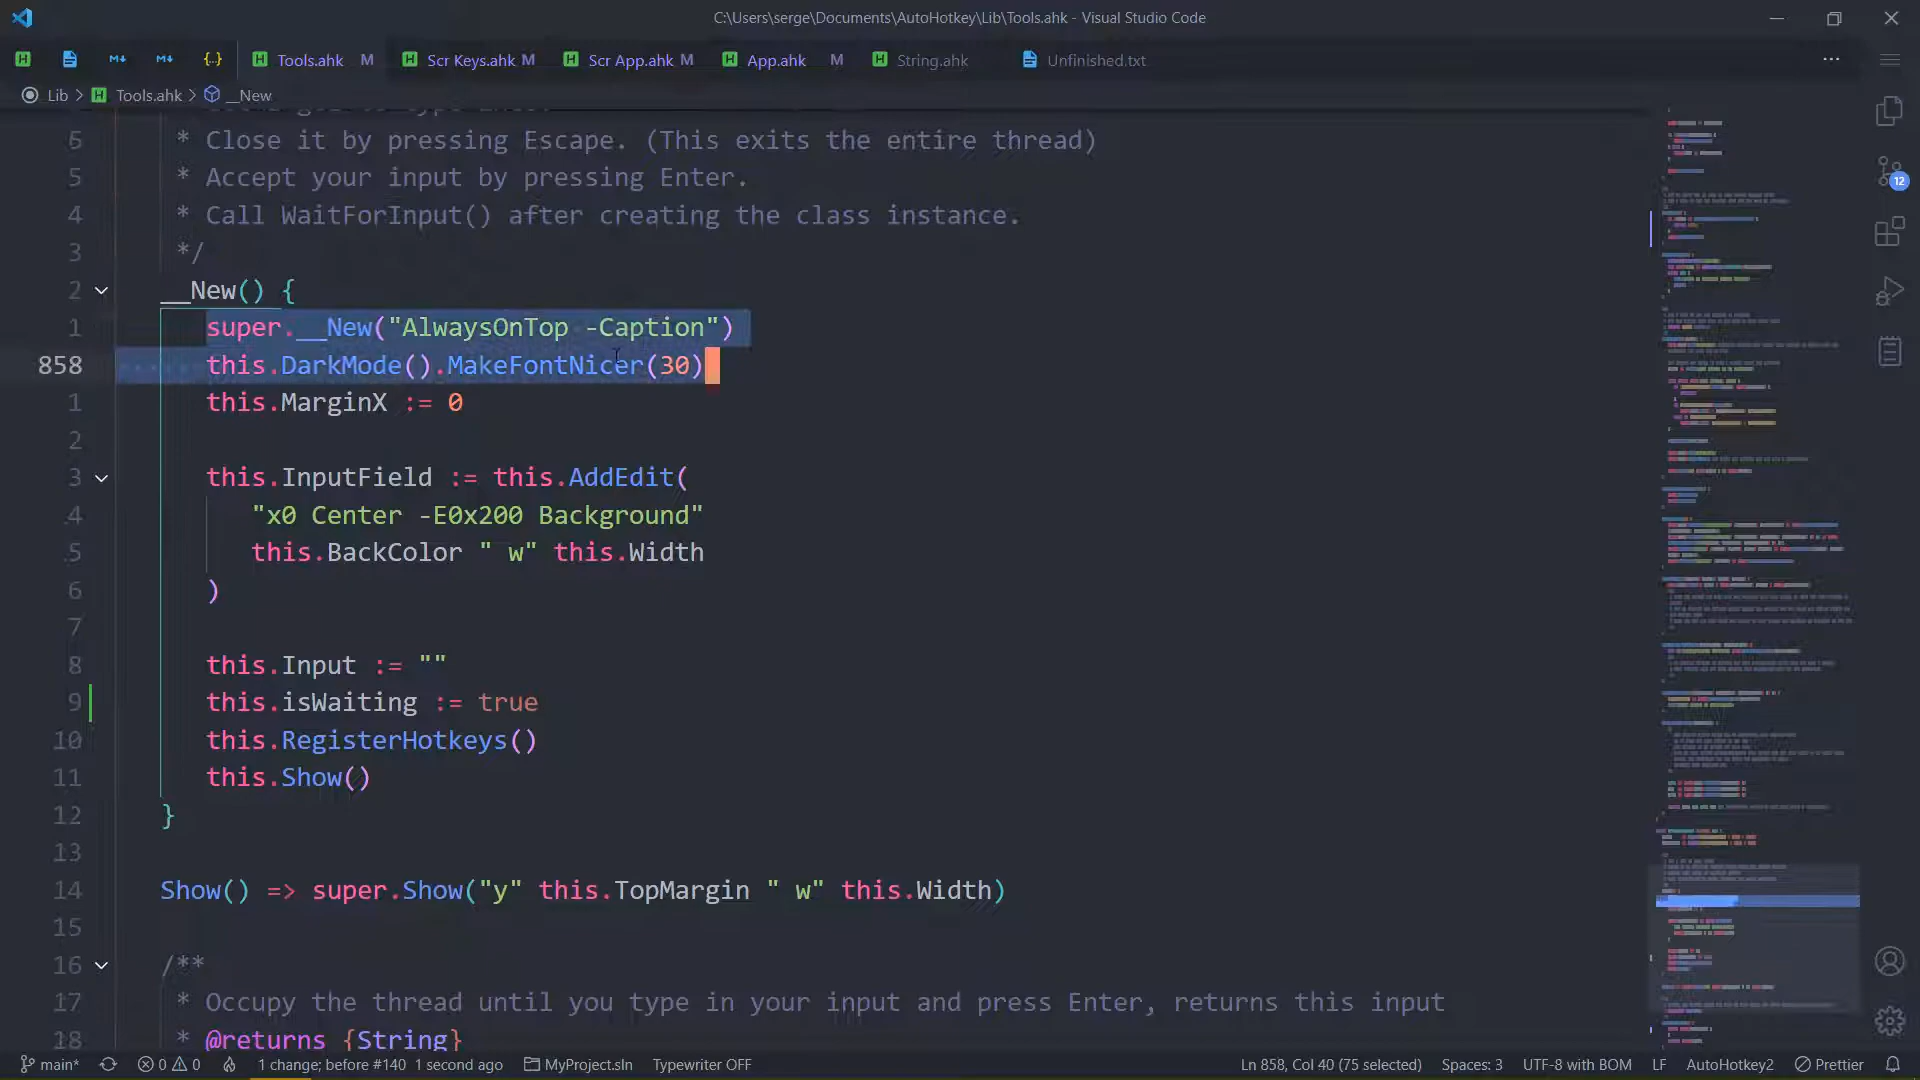 C:\Users\serge\Documents\AutoHotkey\Lib\Tools.ahk - Visual Studio Code
Tools.ahk M Scr Keys.ahk M Scr App.ahk M App.ahk M String.ahk Unfinished.txt ...
Lib > Tools.ahk > __New
6 * Close it by pressing Escape. (This exits the entire thread)
5 * Accept your input by pressing Enter.
4 * Call WaitForInput() after creating the class instance.
3 */
2 __New() {
1 super.__New("AlwaysOnTop -Caption")
858 this.DarkMode().MakeFontNicer(30)
1 this.MarginX := 0
2
3 this.InputField := this.AddEdit(
4 "x0 Center -E0x200 Background"
5 this.BackColor " w" this.Width
6 )
7
8 this.Input := ""
9 this.isWaiting := true
10 this.RegisterHotkeys()
11 this.Show()
12 }
13
14 Show() => super.Show("y" this.TopMargin " w" this.Width)
15
16 /**
17 * Occupy the thread until you type in your input and press Enter, returns this input
18 * @returns {String}
12
main* 0 0 1 change; before #140 1 second ago MyProject.sln Typewriter OFF Ln 858, Col 40 (75 selected) Spaces: 3 UTF-8 with BOM LF AutoHotkey2 Prettier